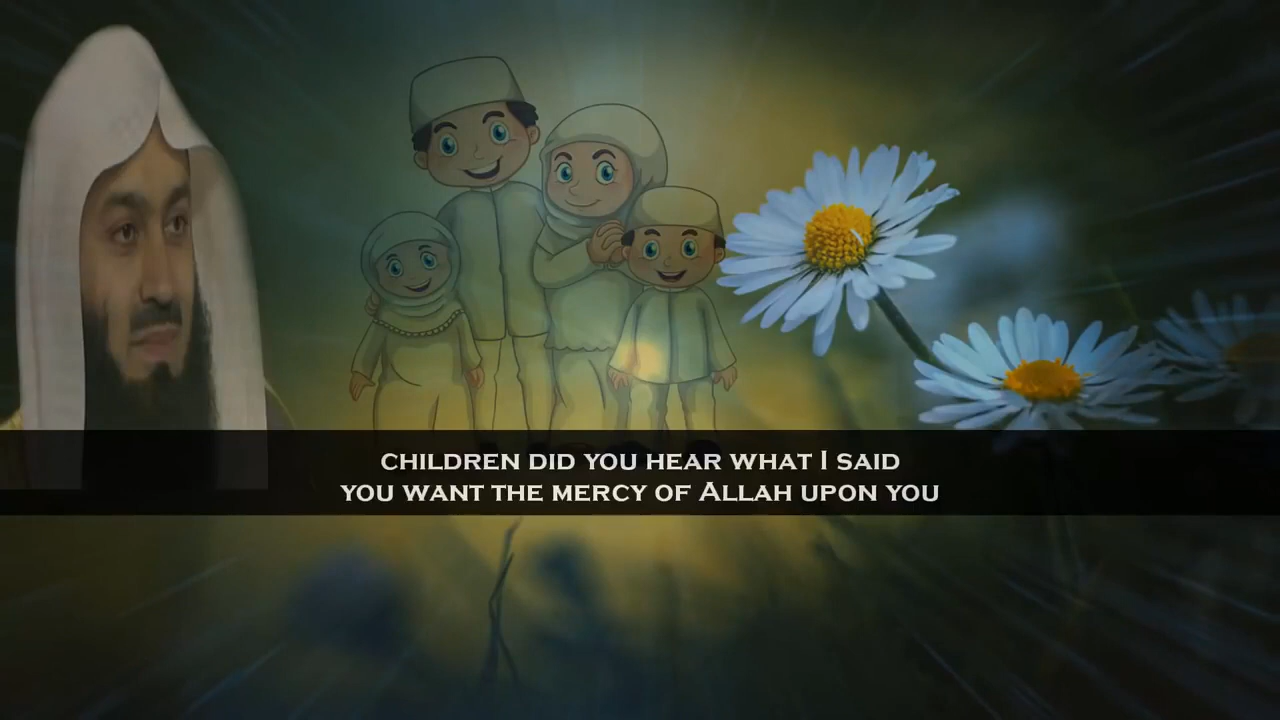 CHILDREN DID YOU HEAR WHAT I SAID
YOU WANT THE MERCY OF ALLAH UPON YOU